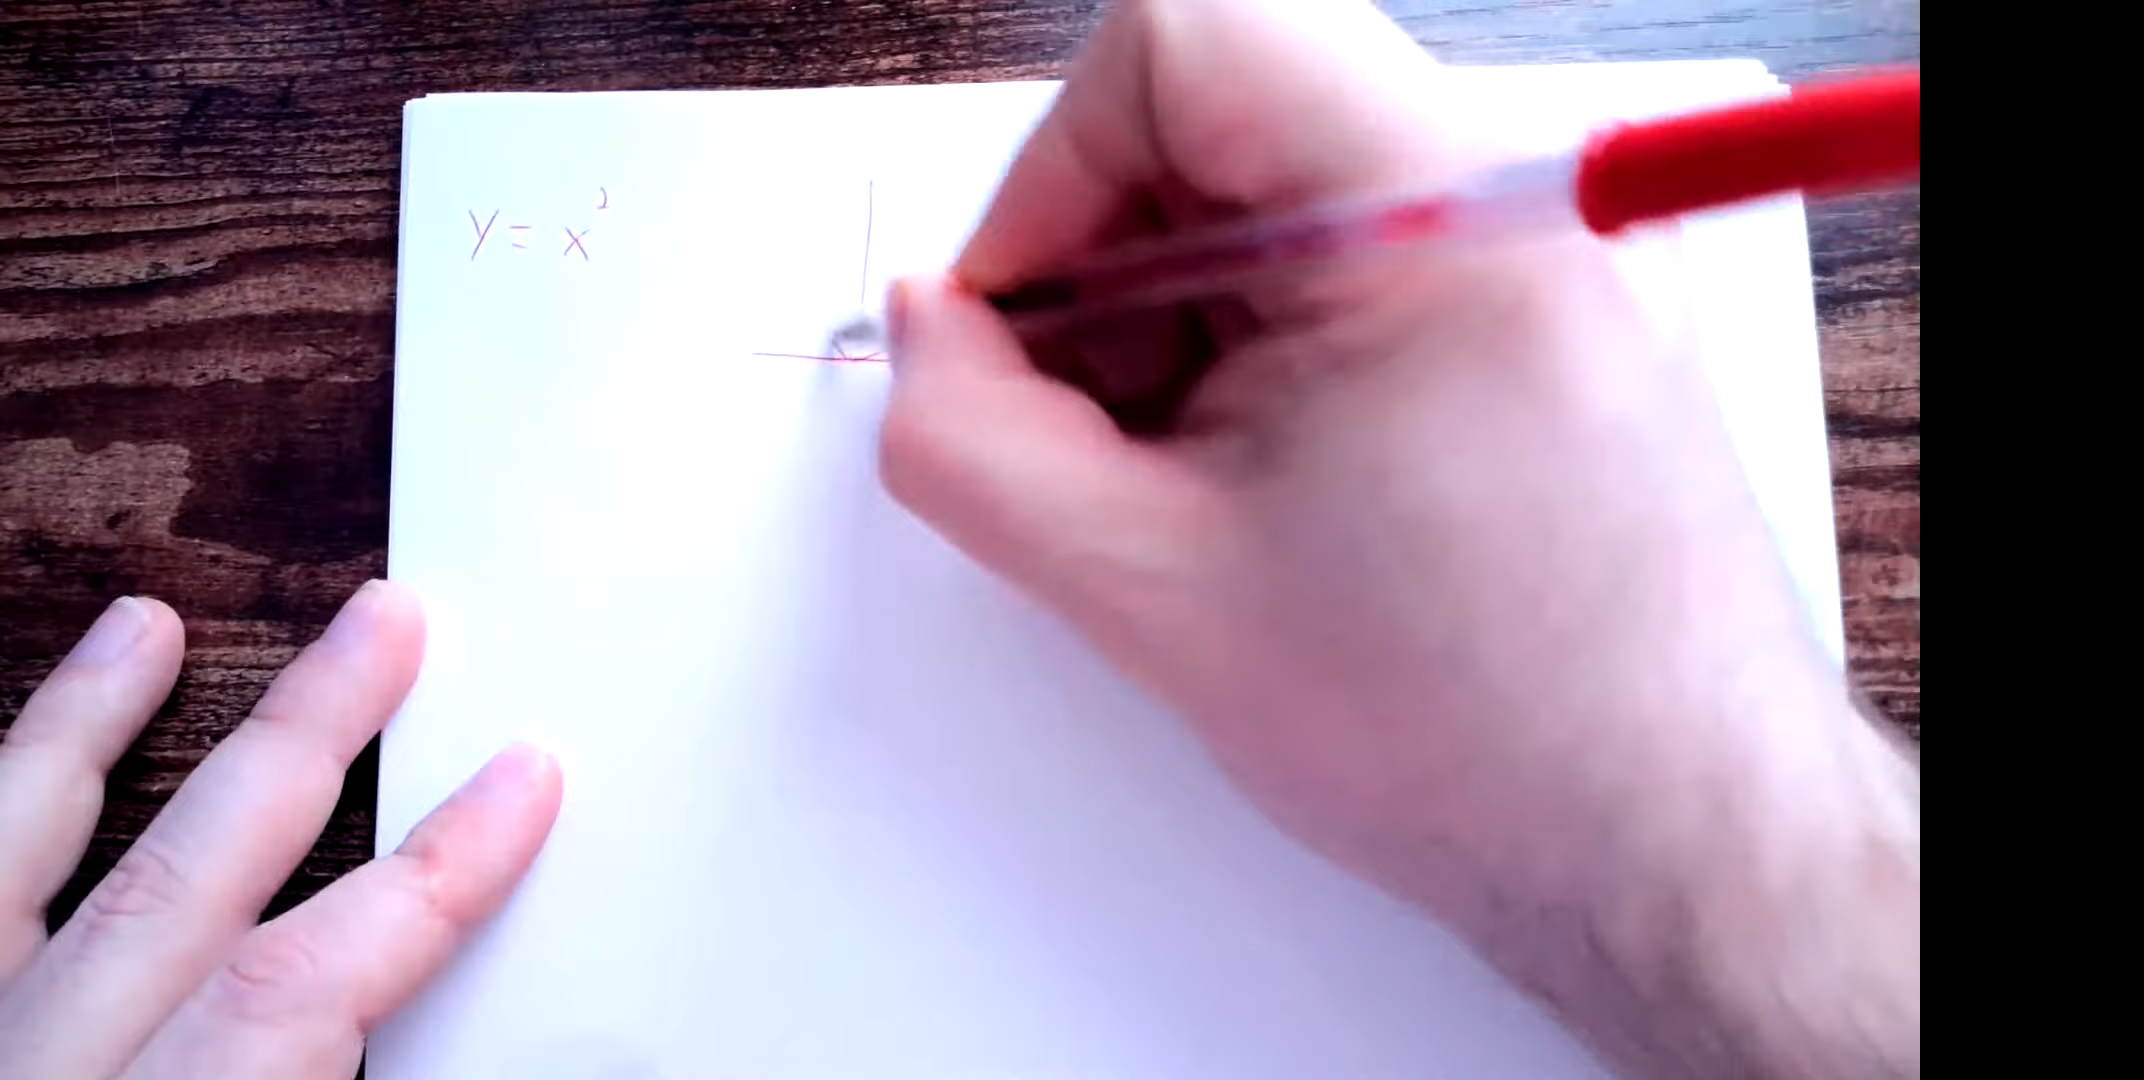 y = x²